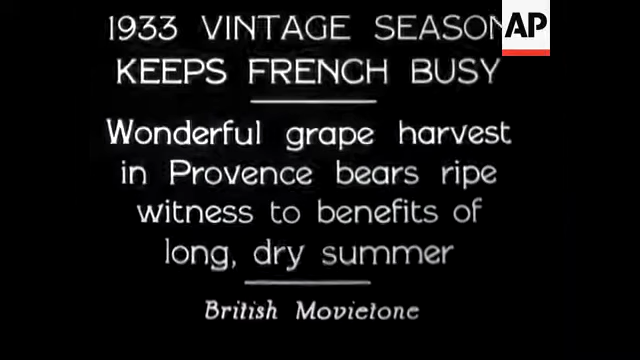 1933 VINTAGE SEASON
AP
KEEPS FRENCH BUSY
Wonderful grape harvest
in Provence bears ripe
witness to benefits of
long, dry summer
British Movietone